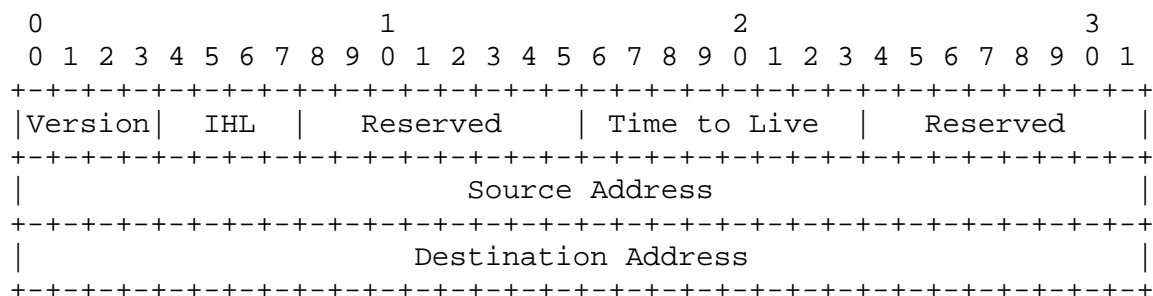 0                   1                   2                   3
 0 1 2 3 4 5 6 7 8 9 0 1 2 3 4 5 6 7 8 9 0 1 2 3 4 5 6 7 8 9 0 1
+-+-+-+-+-+-+-+-+-+-+-+-+-+-+-+-+-+-+-+-+-+-+-+-+-+-+-+-+-+-+-+-+
|Version|  IHL  |   Reserved    | Time to Live  |   Reserved    |
+-+-+-+-+-+-+-+-+-+-+-+-+-+-+-+-+-+-+-+-+-+-+-+-+-+-+-+-+-+-+-+-+
|                         Source Address                        |
+-+-+-+-+-+-+-+-+-+-+-+-+-+-+-+-+-+-+-+-+-+-+-+-+-+-+-+-+-+-+-+-+
|                      Destination Address                      |
+-+-+-+-+-+-+-+-+-+-+-+-+-+-+-+-+-+-+-+-+-+-+-+-+-+-+-+-+-+-+-+-+